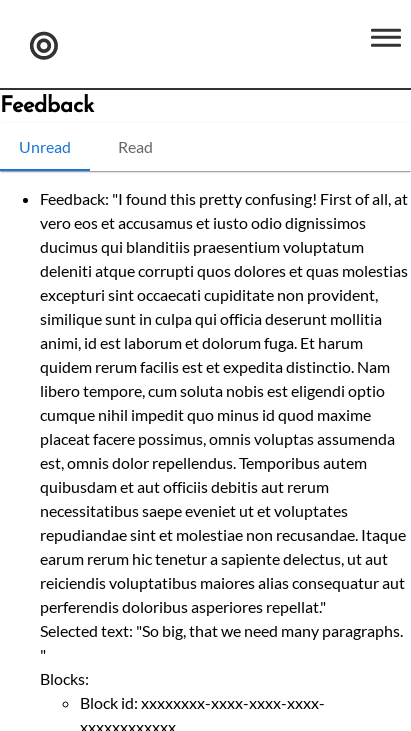 Feedback
Unread Read
Feedback: "I found this pretty confusing! First of all, at
vero eos et accusamus et iusto odio dignissimos
ducimus qui blanditiis praesentium voluptatum
deleniti atque corrupti quos dolores et quas molestias
excepturi sint occaecati cupiditate non provident,
similique sunt in culpa qui officia deserunt mollitia
animi, id est laborum et dolorum fuga. Et harum
quidem rerum facilis est et expedita distinctio. Nam
libero tempore, cum soluta nobis est eligendi optio
cumque nihil impedit quo minus id quod maxime
placeat facere possimus, omnis voluptas assumenda
est, omnis dolor repellendus. Temporibus autem
quibusdam et aut officiis debitis aut rerum
necessitatibus saepe eveniet ut et voluptates
repudiandae sint et molestiae non recusandae. Itaque
earum rerum hic tenetur a sapiente delectus, ut aut
reiciendis voluptatibus maiores alias consequatur aut
perferendis doloribus asperiores repellat."
Selected text: "So big, that we need many paragraphs.
"
Blocks:
Block id: xxxxxxxx-xxxx-xxxx-xxxx-
xxxxxxxxxxxx